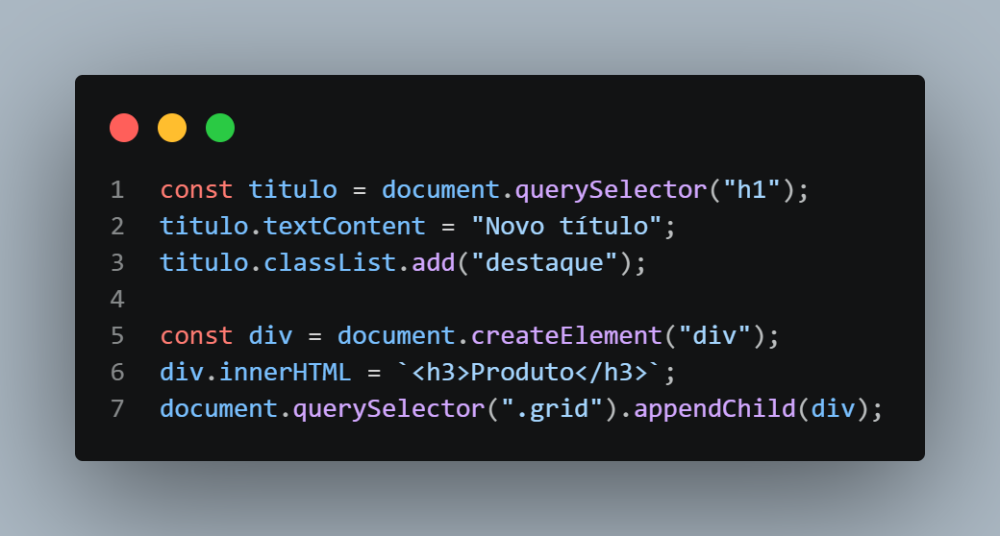 1 const titulo = document.querySelector("h1");
2 titulo.textContent = "Novo título";
3 titulo.classList.add("destaque");
4
5 const div = document.createElement("div");
6 div.innerHTML = `<h3>Produto</h3>`;
7 document.querySelector(".grid").appendChild(div);